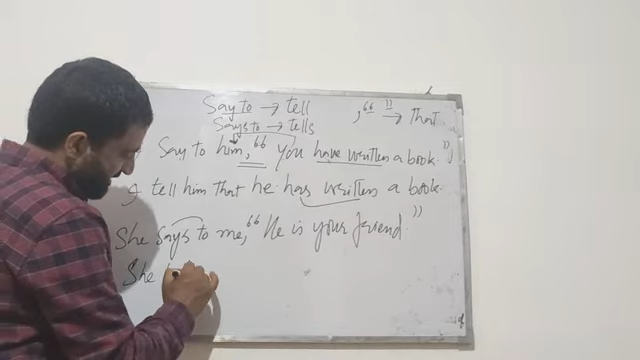 Say to → tell ,“ ” → That
Says to → tells
Say to him, “ You have written a book. ”
I tell him that he has written a book.
She says to me, “ He is your friend. ”
She